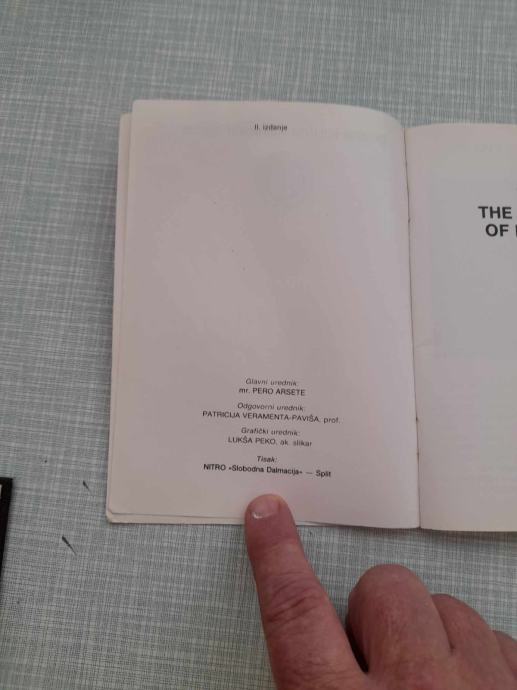 II. izdanje
Glavni urednik:
mr. PERO ARSETE
Odgovorni urednik:
PATRICIJA VERAMENTA-PAVIŠA, prof.
Grafički urednik:
LUKŠA PEKO, ak. slikar
Tisak:
NITRO »Slobodna Dalmacija« — Split
THE
OF